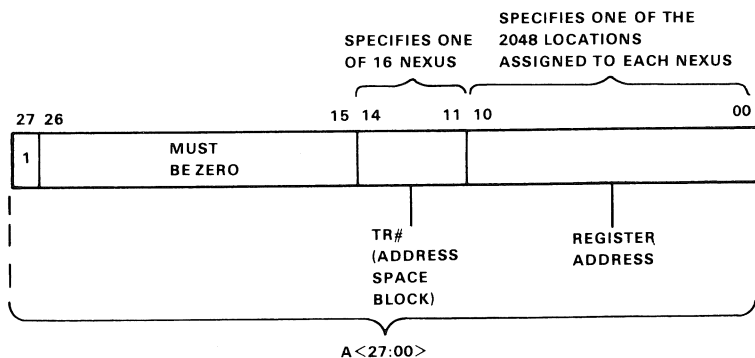 SPECIFIES ONE
OF 16 NEXUS
SPECIFIES ONE OF THE
2048 LOCATIONS
ASSIGNED TO EACH NEXUS
27 26 15 14 11 10 00
1
MUST
BE ZERO
TR#
(ADDRESS
SPACE
BLOCK)
REGISTER
ADDRESS
A<27:00>